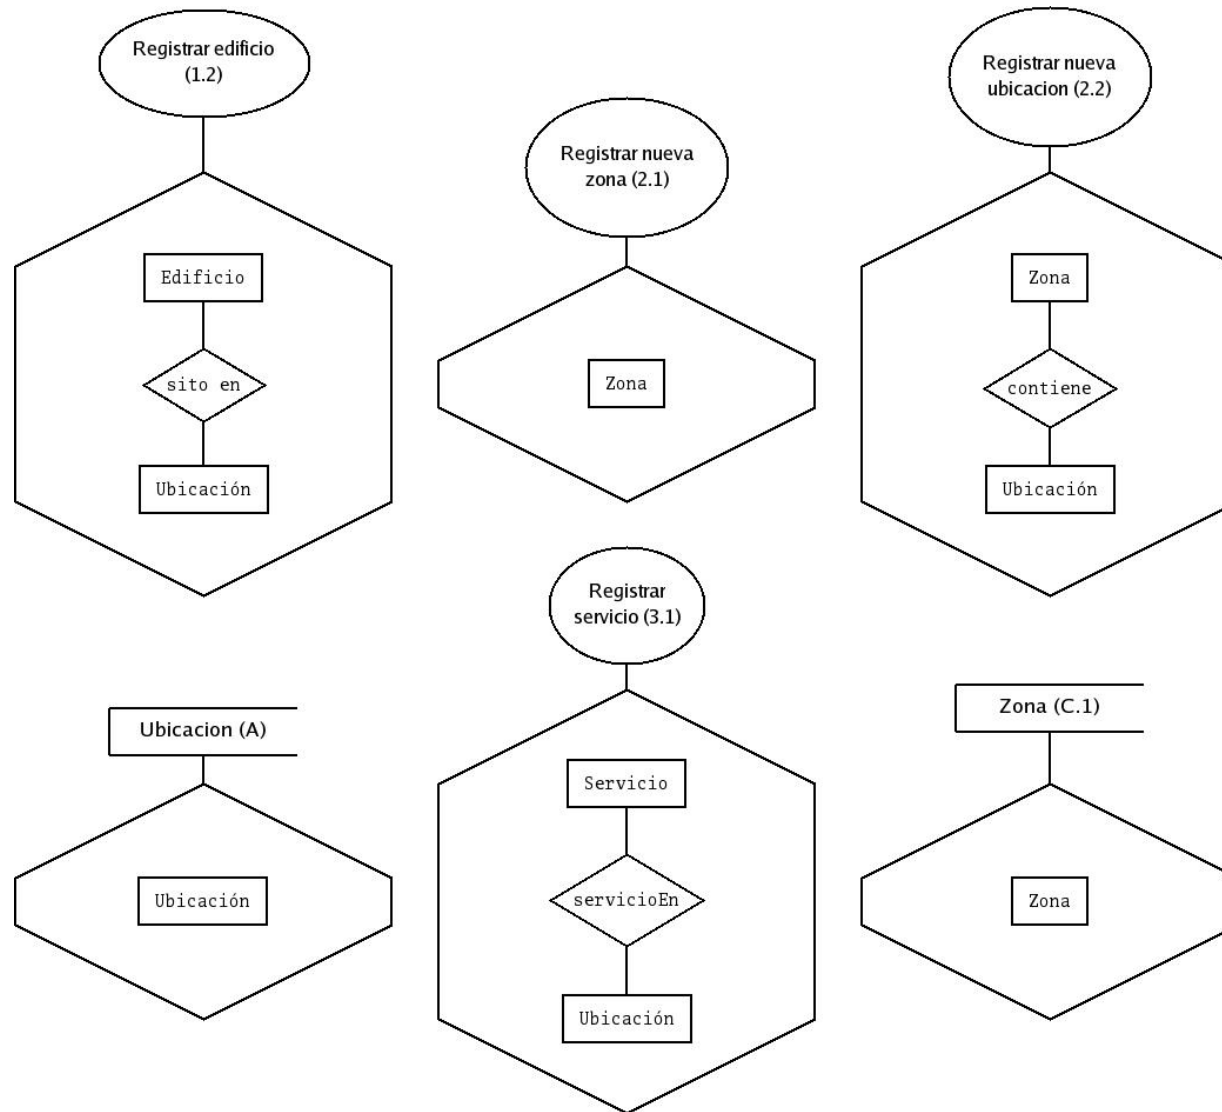 Registrar edificio
(1.2)
Edificio
sito en
Ubicación
Registrar nueva
zona (2.1)
Zona
Registrar nueva
ubicacion (2.2)
Zona
contiene
Ubicación
Ubicacion (A)
Ubicación
Registrar
servicio (3.1)
Servicio
servicioEn
Ubicación
Zona (C.1)
Zona